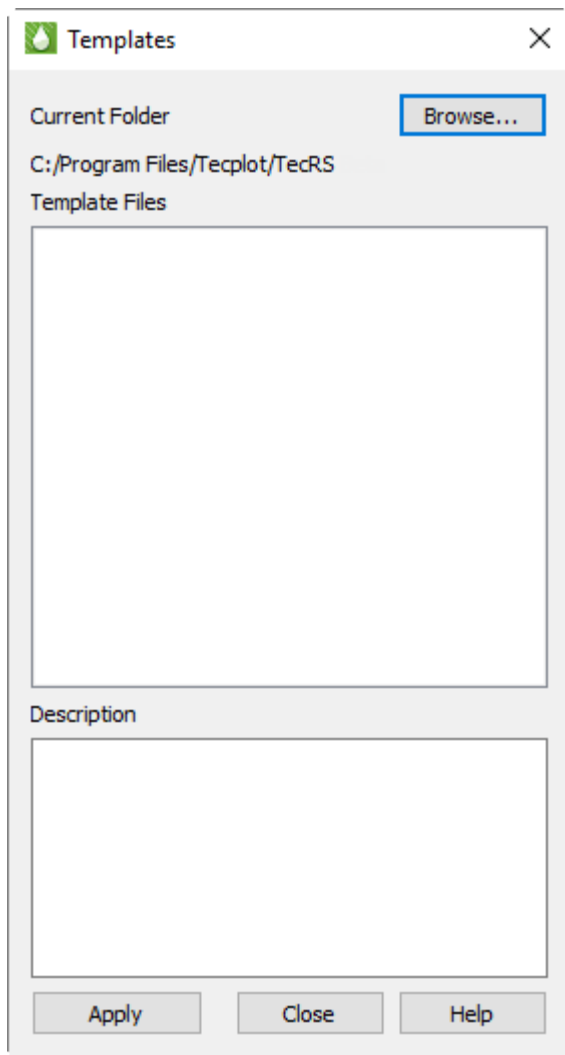 Templates
Current Folder
Browse...
C:/Program Files/Tecplot/TecRS
Template Files
Description
Apply
Close
Help